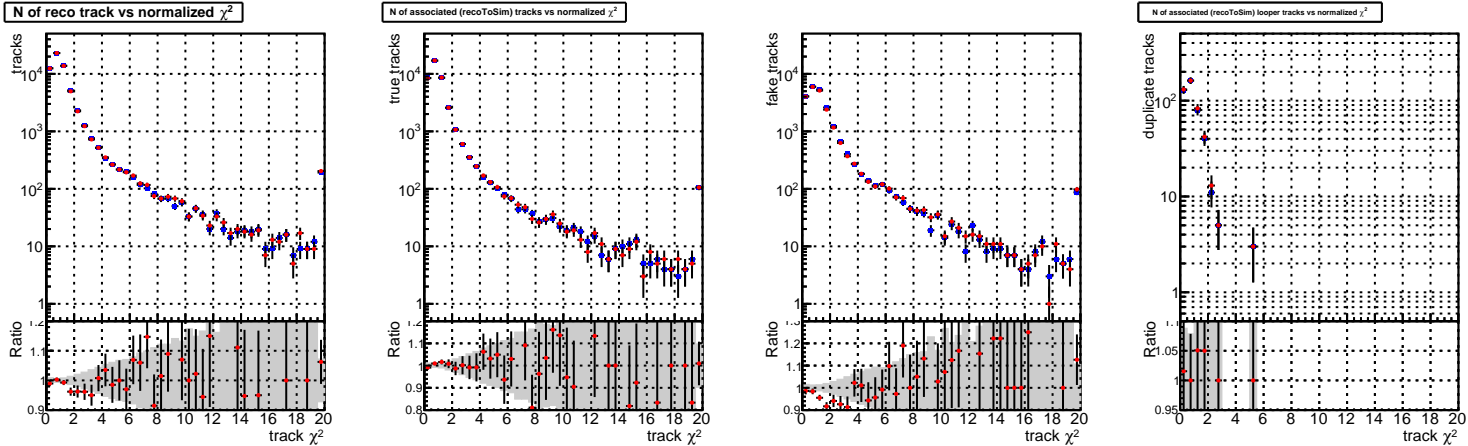 N of reco track vs normalized χ²
tracks
10⁴
10³
10²
10
1
Ratio
1.2
1.1
1
0.9
0 2 4 6 8 10 12 14 16 18 20
track χ²
N of associated (recoToSim) tracks vs normalized χ²
true tracks
10⁴
10³
10²
10
1
Ratio
1.2
1.1
1
0.9
0.8
0 2 4 6 8 10 12 14 16 18 20
track χ²
fake tracks
10⁴
10³
10²
10
1
Ratio
1.3
1.2
1.1
1
0.9
0 2 4 6 8 10 12 14 16 18 20
track χ²
N of associated (recoToSim) looper tracks vs normalized χ²
duplicate tracks
10²
10
1
Ratio
1.05
1
0.95
0 2 4 6 8 10 12 14 16 18 20
track χ²